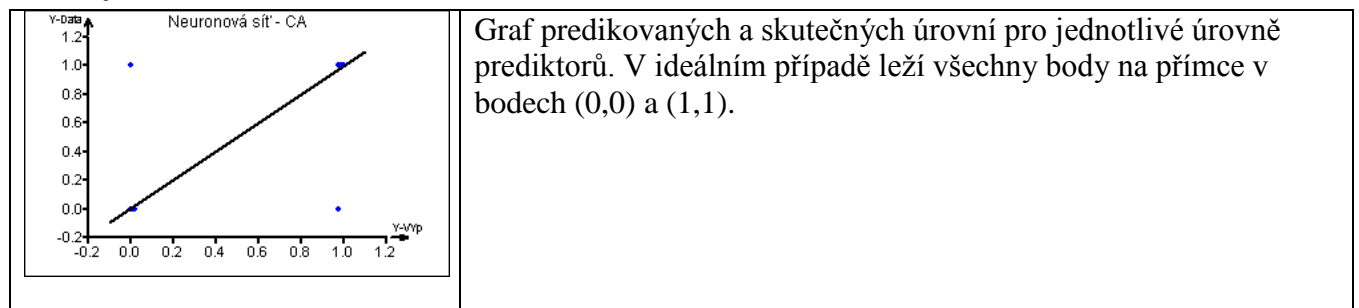 Y-Data
Neuronová síť - CA
1.2
1.0
0.8
0.6
0.4
0.2
0.0
-0.2
-0.2 0.0 0.2 0.4 0.6 0.8 1.0 1.2
Y-Vyp
Graf predikovaných a skutečných úrovní pro jednotlivé úrovně
prediktorů. V ideálním případě leží všechny body na přímce v
bodech (0,0) a (1,1).